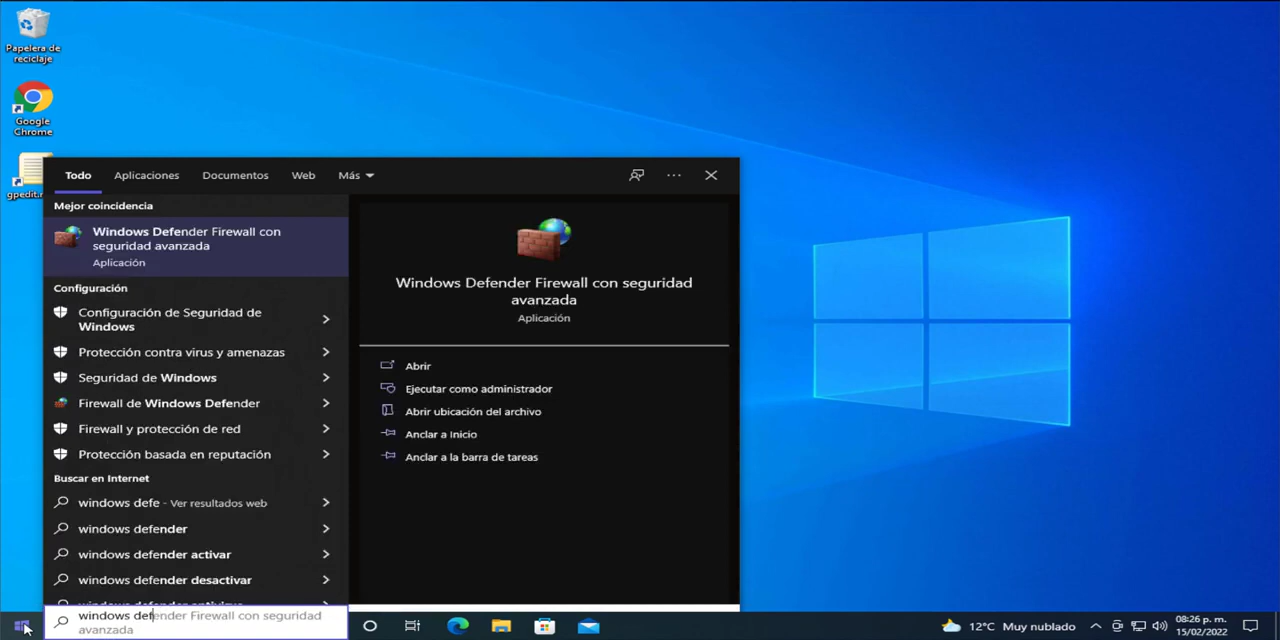 Papelera de
reciclaje
Google
Chrome
Todo
Aplicaciones
Documentos
Web
Más
Mejor coincidencia
Windows Defender Firewall con
seguridad avanzada
Aplicación
Configuración
Configuración de Seguridad de
Windows
Protección contra virus y amenazas
Seguridad de Windows
Firewall de Windows Defender
Firewall y protección de red
Protección basada en reputación
Buscar en Internet
windows defe - Ver resultados web
windows defender
windows defender activar
windows defender desactivar
windows defender antivirus
windows defender Firewall con seguridad
avanzada
Windows Defender Firewall con seguridad
avanzada
Aplicación
Abrir
Ejecutar como administrador
Abrir ubicación del archivo
Anclar a Inicio
Anclar a la barra de tareas
12°C Muy nublado
08:26 p. m.
15/02/2022